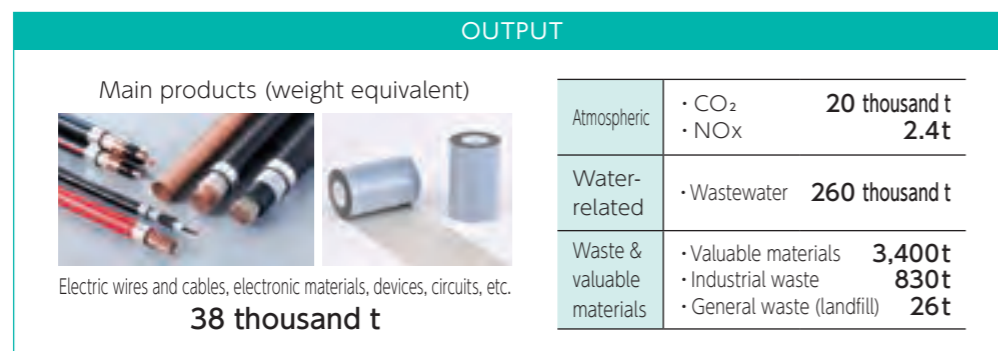 OUTPUT
Main products (weight equivalent)
Electric wires and cables, electronic materials, devices, circuits, etc.
38 thousand t
Atmospheric
・CO₂ 20 thousand t
・NOx 2.4t
Water-
related
・Wastewater 260 thousand t
Waste &
valuable
materials
・Valuable materials 3,400t
・Industrial waste 830t
・General waste (landfill) 26t